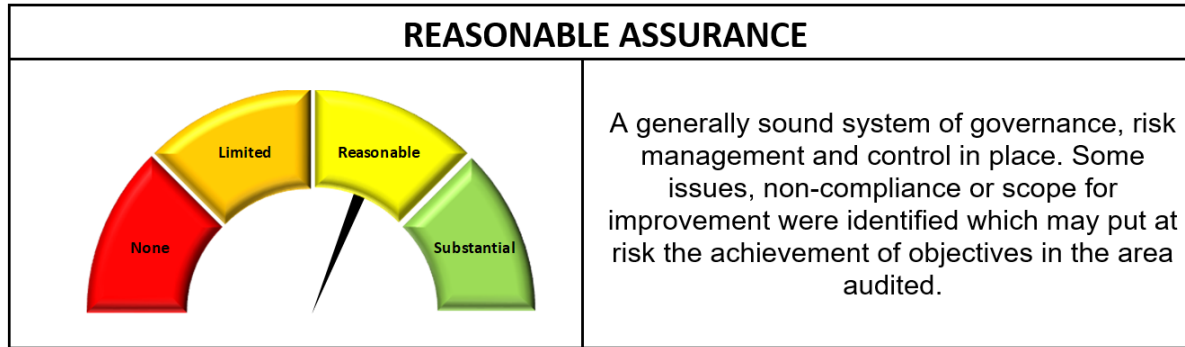 REASONABLE ASSURANCE
Limited
Reasonable
None
Substantial
A generally sound system of governance, risk
management and control in place. Some
issues, non-compliance or scope for
improvement were identified which may put at
risk the achievement of objectives in the area
audited.